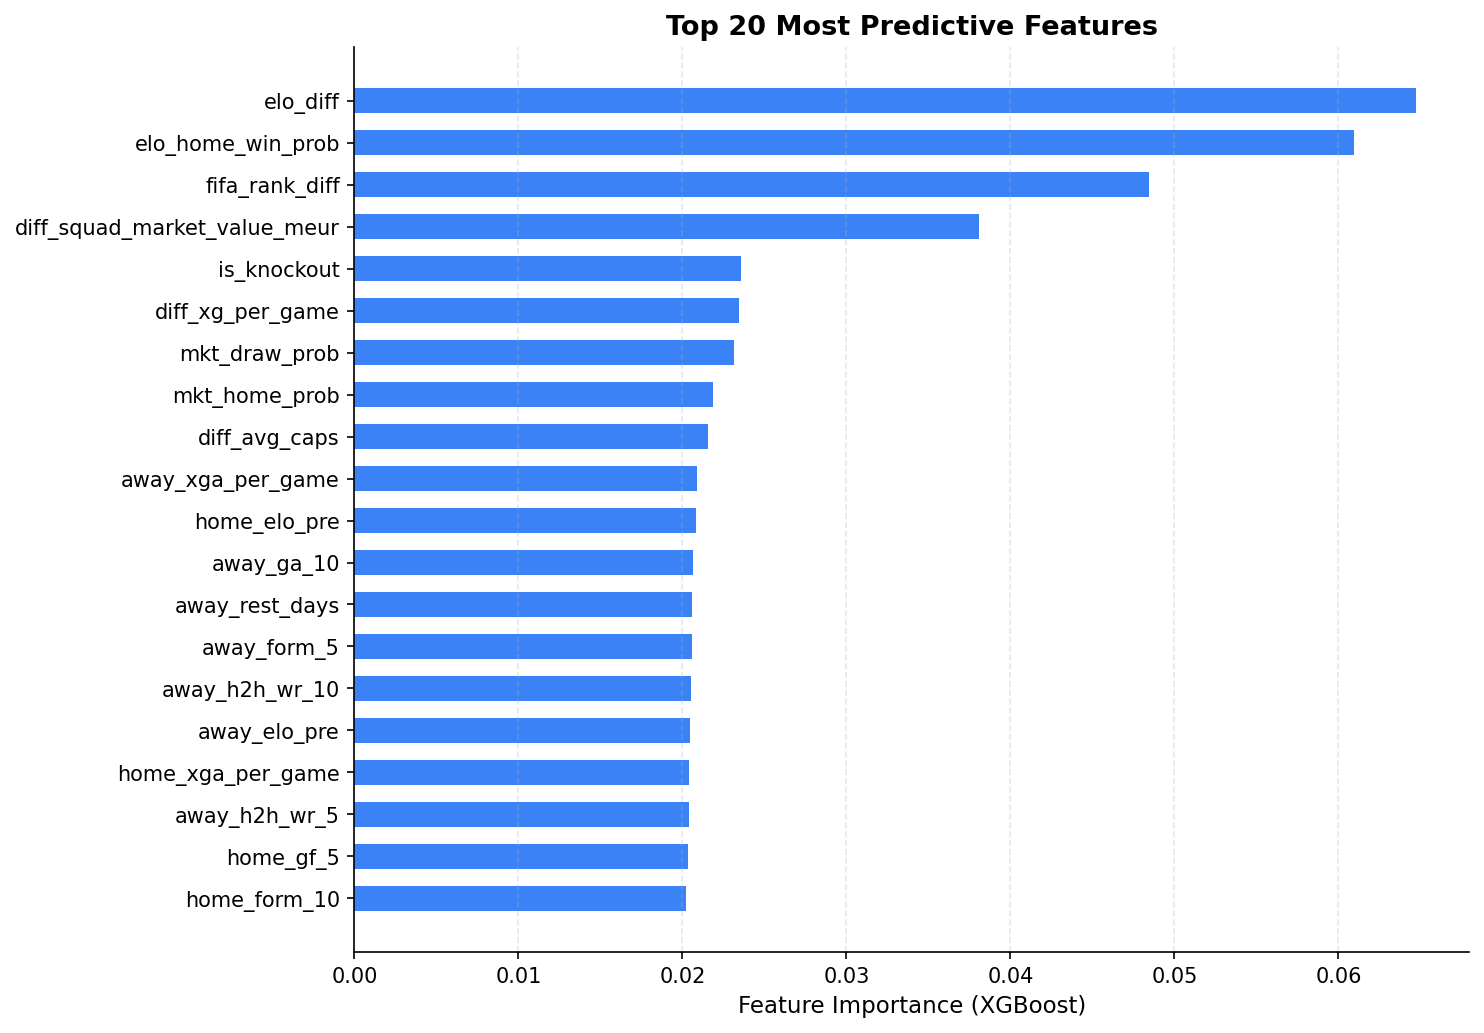 Top 20 Most Predictive Features
elo_diff
elo_home_win_prob
fifa_rank_diff
diff_squad_market_value_meur
is_knockout
diff_xg_per_game
mkt_draw_prob
mkt_home_prob
diff_avg_caps
away_xga_per_game
home_elo_pre
away_ga_10
away_rest_days
away_form_5
away_h2h_wr_10
away_elo_pre
home_xga_per_game
away_h2h_wr_5
home_gf_5
home_form_10
0.00 0.01 0.02 0.03 0.04 0.05 0.06
Feature Importance (XGBoost)